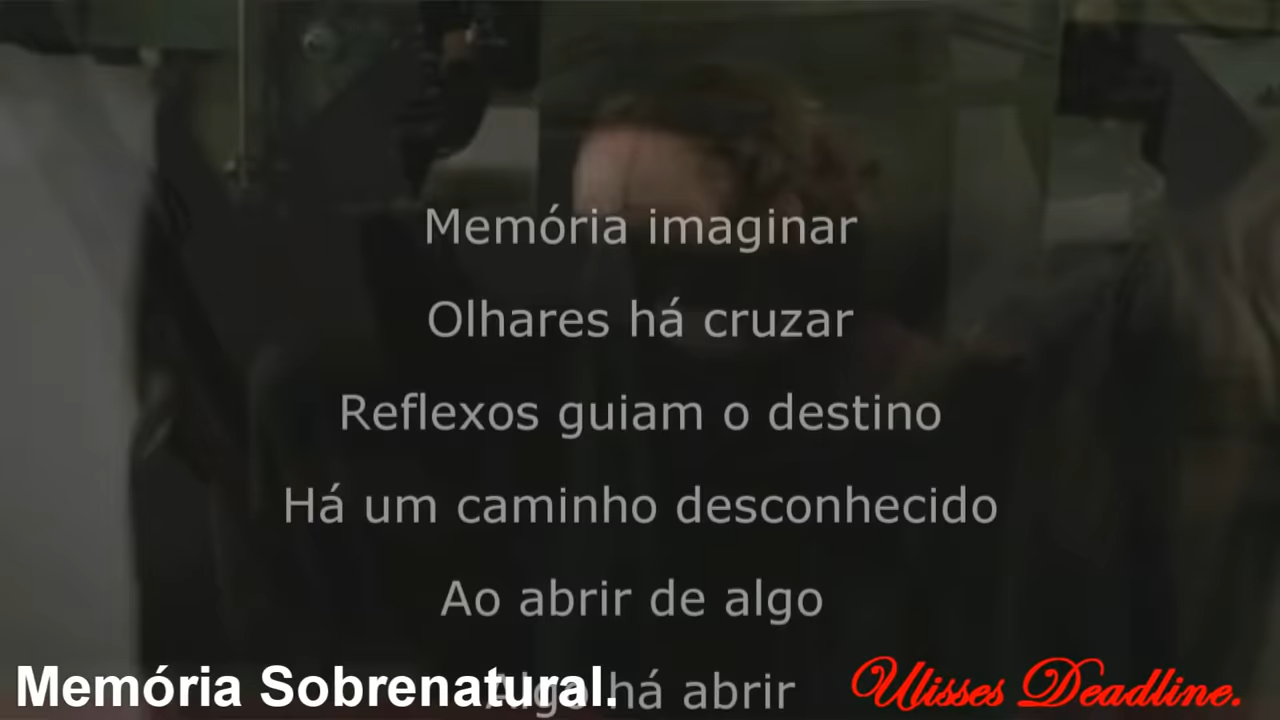 Memória imaginar
Olhares há cruzar
Reflexos guiam o destino
Há um caminho desconhecido
Ao abrir de algo
Algo há abrir
Memória Sobrenatural.
Ulisses Deadline.